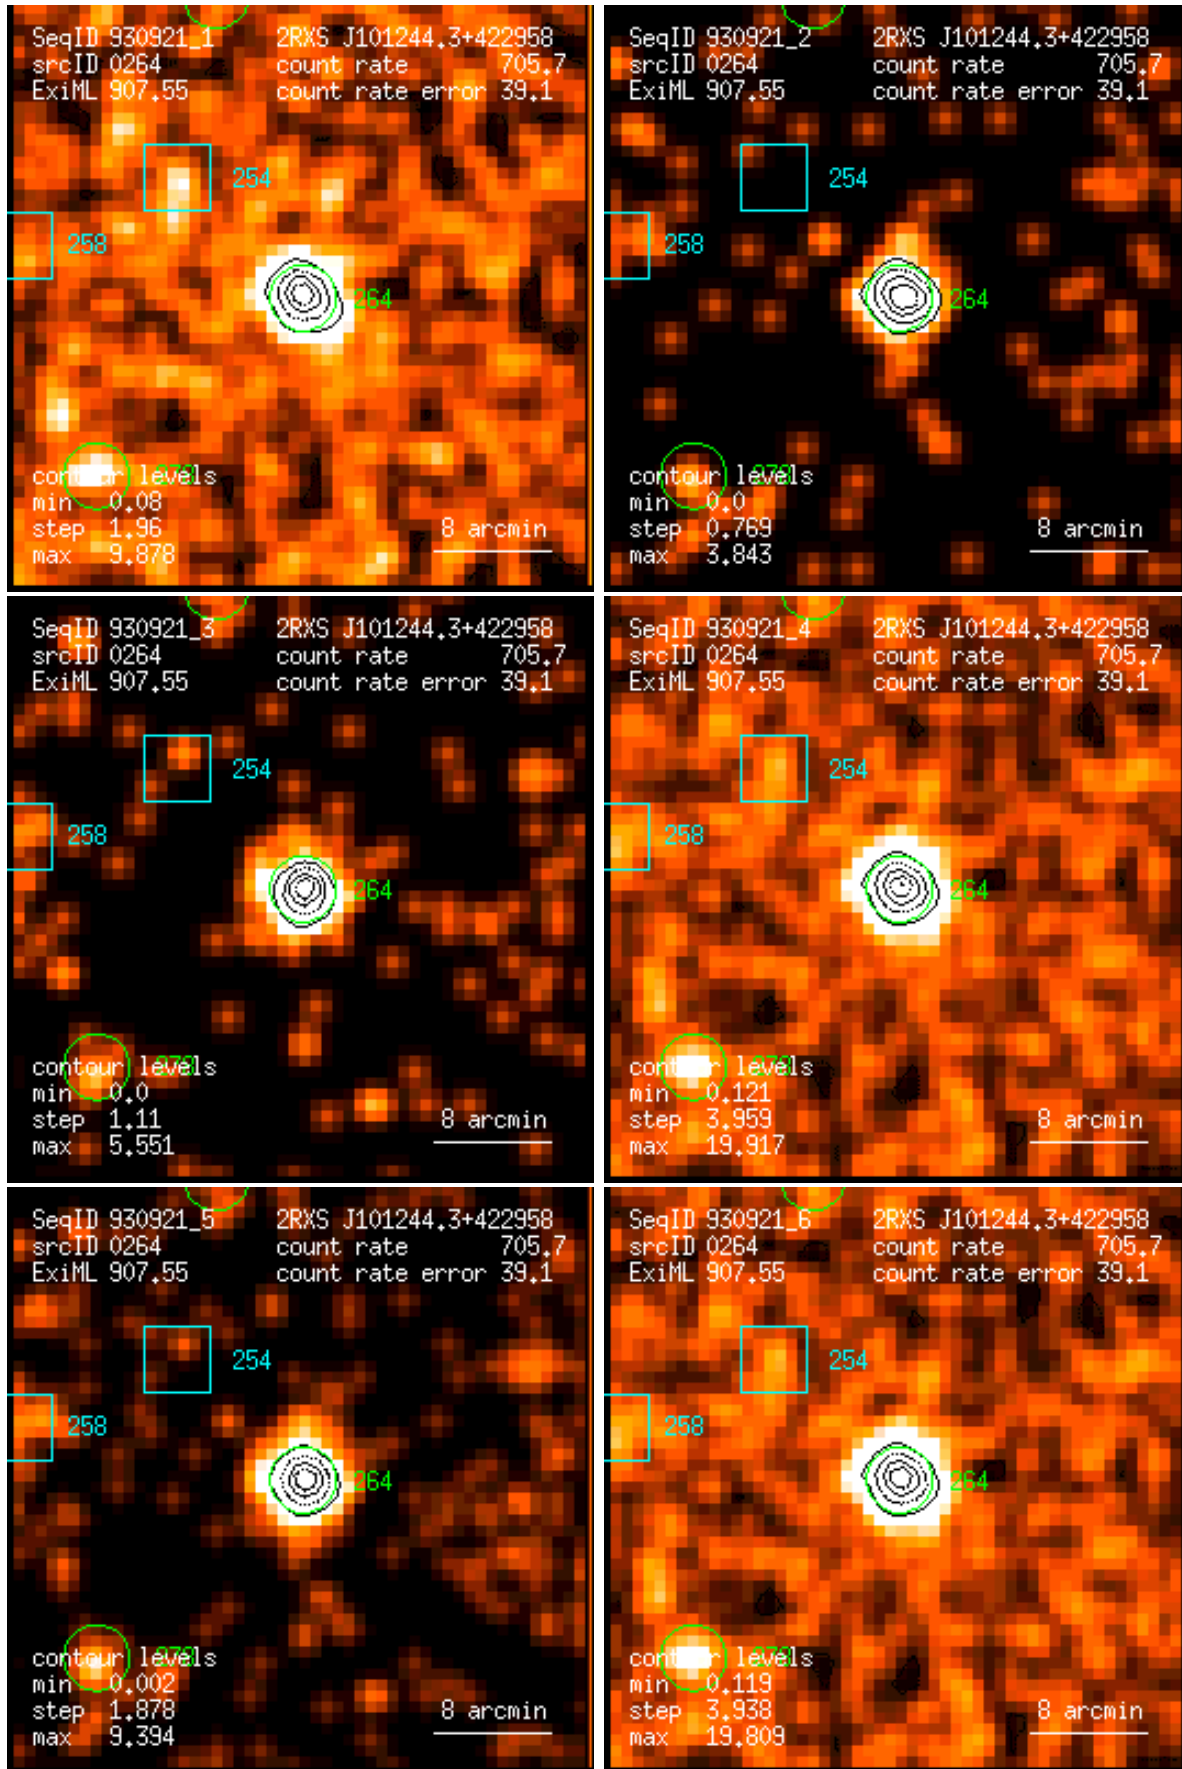 SeqID 930921_1 2RXS J101244.3+422958
srcID 0264 count rate 705.7
ExiML 907.55 count rate error 39.1
254
258
264
contour levels
min 0.08
step 1.96 8 arcmin
max 9.878
SeqID 930921_2 2RXS J101244.3+422958
srcID 0264 count rate 705.7
ExiML 907.55 count rate error 39.1
254
258
264
contour levels
min 0.0
step 0.769 8 arcmin
max 3.843
SeqID 930921_3 2RXS J101244.3+422958
srcID 0264 count rate 705.7
ExiML 907.55 count rate error 39.1
254
258
264
contour levels
min 0.0
step 1.11 8 arcmin
max 5.551
SeqID 930921_4 2RXS J101244.3+422958
srcID 0264 count rate 705.7
ExiML 907.55 count rate error 39.1
254
258
264
contour levels
min 0.121
step 3.959 8 arcmin
max 19.917
SeqID 930921_5 2RXS J101244.3+422958
srcID 0264 count rate 705.7
ExiML 907.55 count rate error 39.1
254
258
264
contour levels
min 0.002
step 1.878 8 arcmin
max 9.394
SeqID 930921_6 2RXS J101244.3+422958
srcID 0264 count rate 705.7
ExiML 907.55 count rate error 39.1
254
258
264
contour levels
min 0.119
step 3.938 8 arcmin
max 19.809